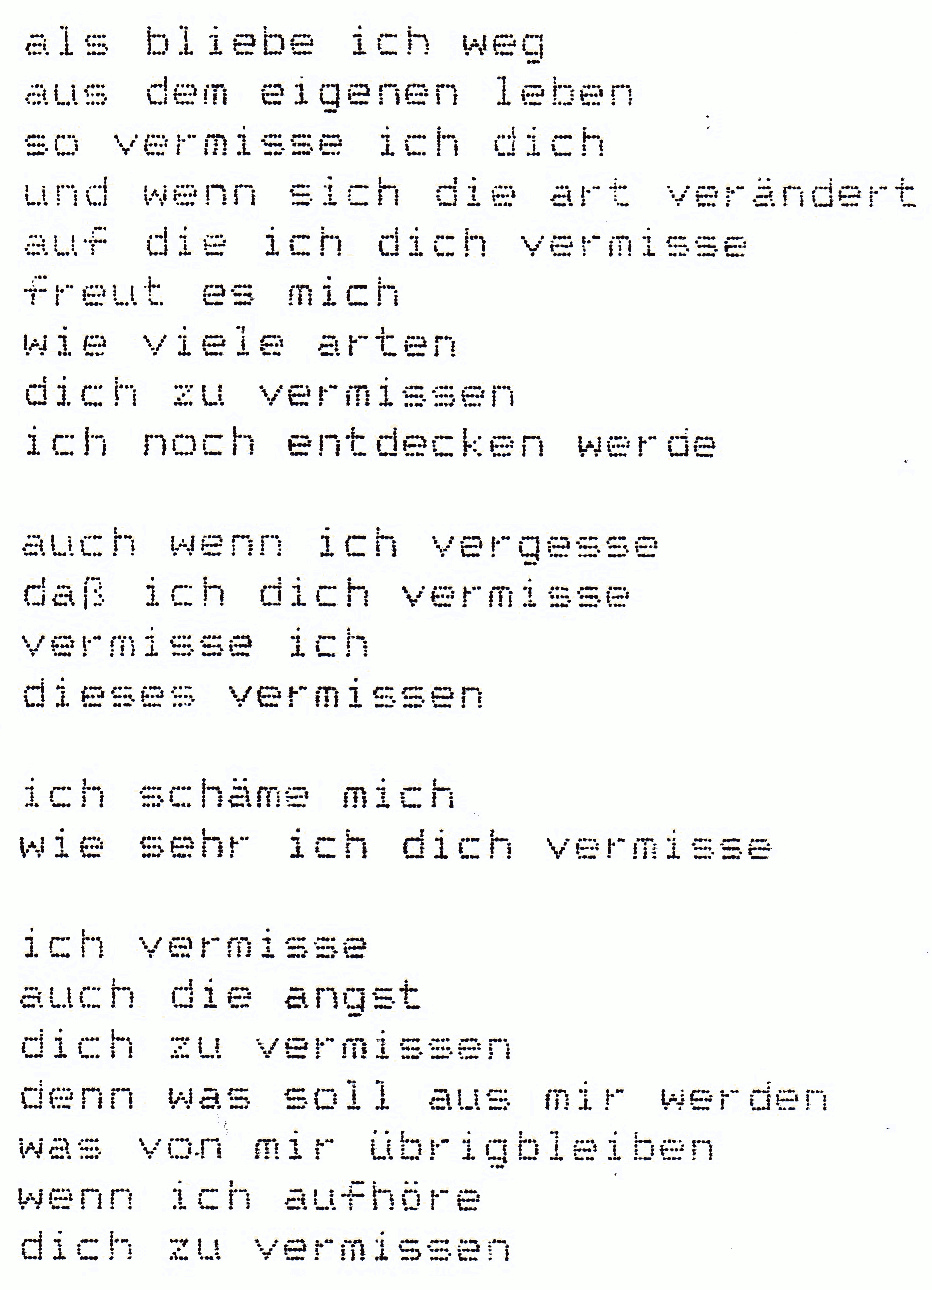 als bliebe ich weg
aus dem eigenen leben
so vermisse ich dich
und wenn sich die art verändert
auf die ich dich vermisse
freut es mich
wie viele arten
dich zu vermissen
ich noch entdecken werde

auch wenn ich vergesse
daß ich dich vermisse
vermisse ich
dieses vermissen

ich schäme mich
wie sehr ich dich vermisse

ich vermisse
auch die angst
dich zu vermissen
denn was soll aus mir werden
was von mir übrigbleiben
wenn ich aufhöre
dich zu vermissen